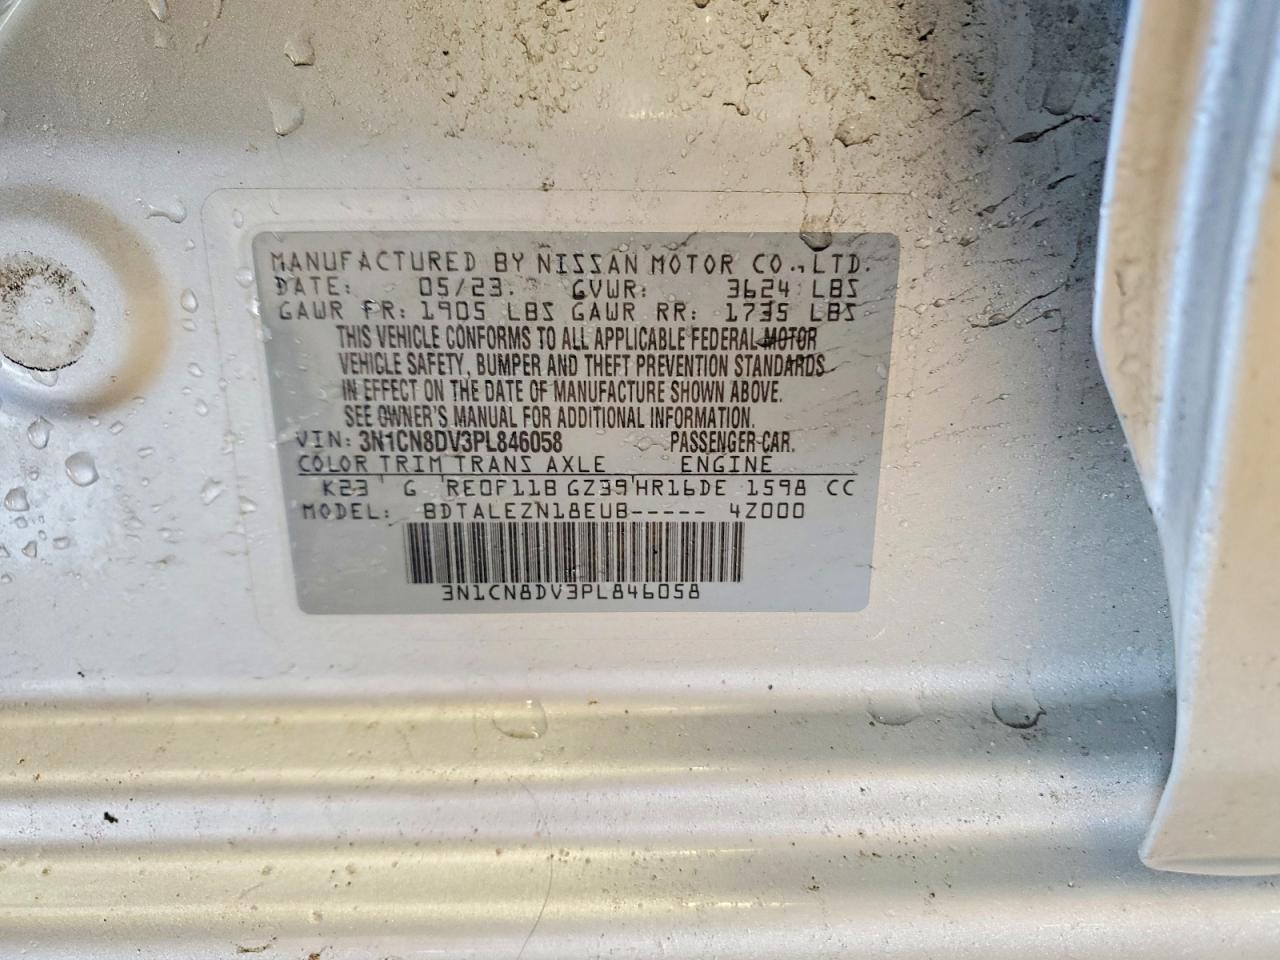 MANUFACTURED BY NISSAN MOTOR CO., LTD.
DATE: 05/23 GVWR: 3624 LBS
GAWR FR: 1905 LBS GAWR RR: 1735 LBS
THIS VEHICLE CONFORMS TO ALL APPLICABLE FEDERAL MOTOR
VEHICLE SAFETY, BUMPER AND THEFT PREVENTION STANDARDS
IN EFFECT ON THE DATE OF MANUFACTURE SHOWN ABOVE.
SEE OWNER'S MANUAL FOR ADDITIONAL INFORMATION.
VIN: 3N1CN8DV3PL846058 PASSENGER CAR.
COLOR TRIM TRANS AXLE ENGINE
K23 G RE0F11B GZ39 HR16DE 1598 CC
MODEL: BDTALEZN18EUB----- 4Z000
3N1CN8DV3PL846058